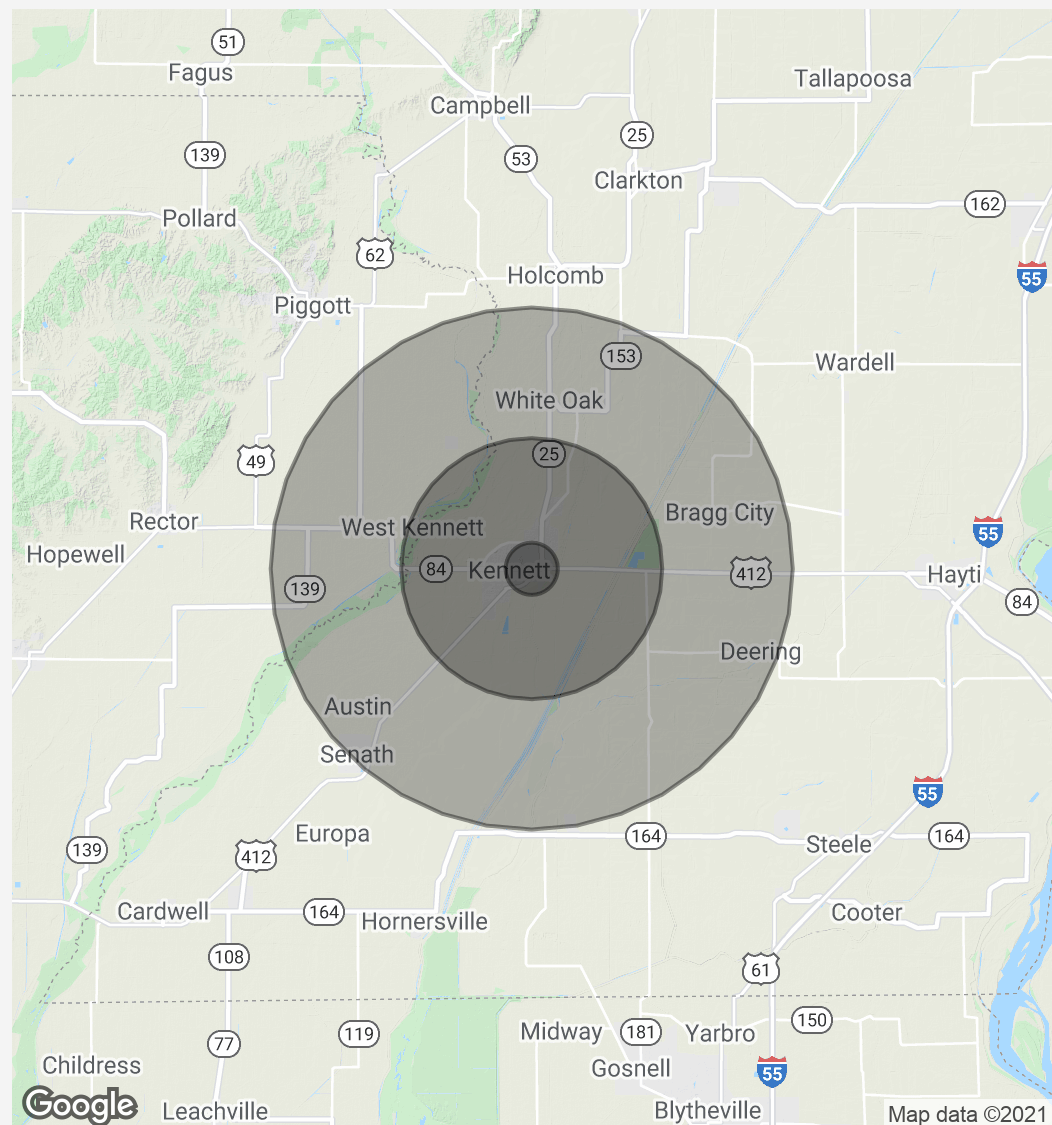 51
Fagus
Tallapoosa
Campbell
25
139
53
Clarkton
162
Pollard
62
Holcomb
55
Piggott
153
Wardell
White Oak
25
49
Bragg City
Rector
West Kennett
55
Hopewell
84
Kennett
412
Hayti
139
84
Deering
Austin
Senath
55
Europa
164
164
139
Steele
412
Cardwell
164
Hornersville
Cooter
108
61
150
Midway
181
Yarbro
119
77
Gosnell
55
Childress
Google
Leachville
Blytheville
Map data ©2021